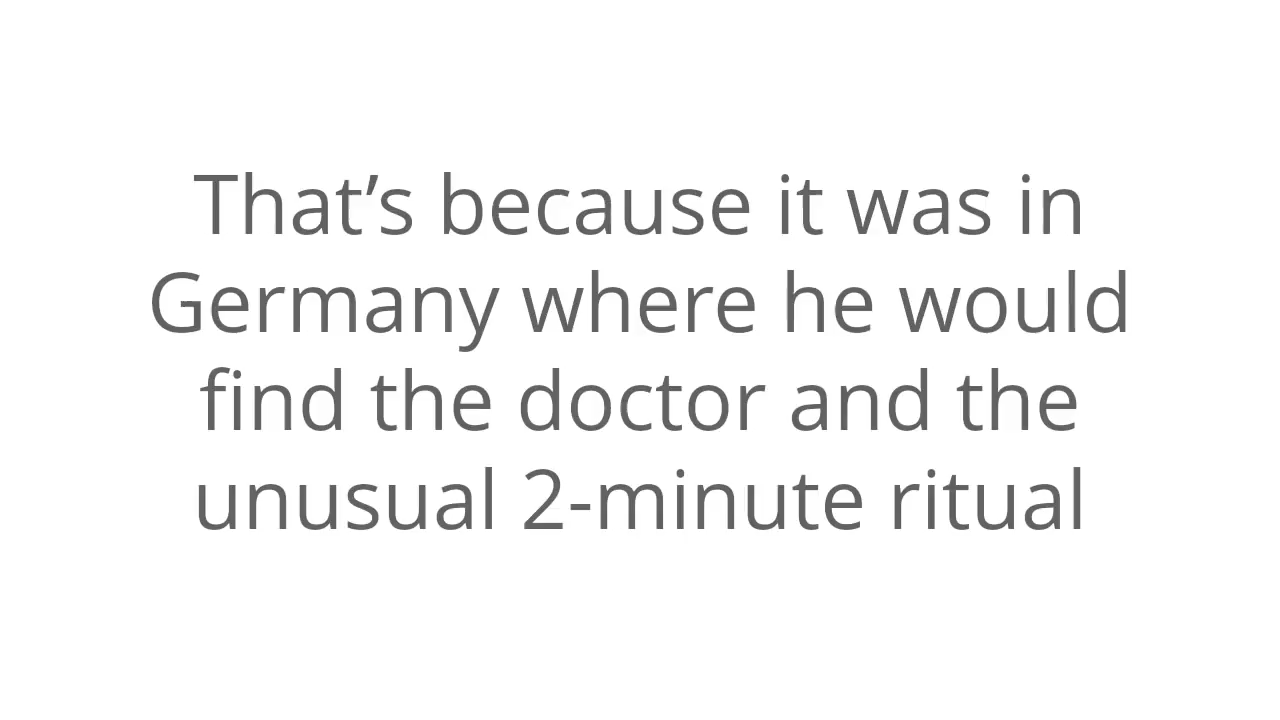 That’s because it was in
Germany where he would
find the doctor and the
unusual 2-minute ritual